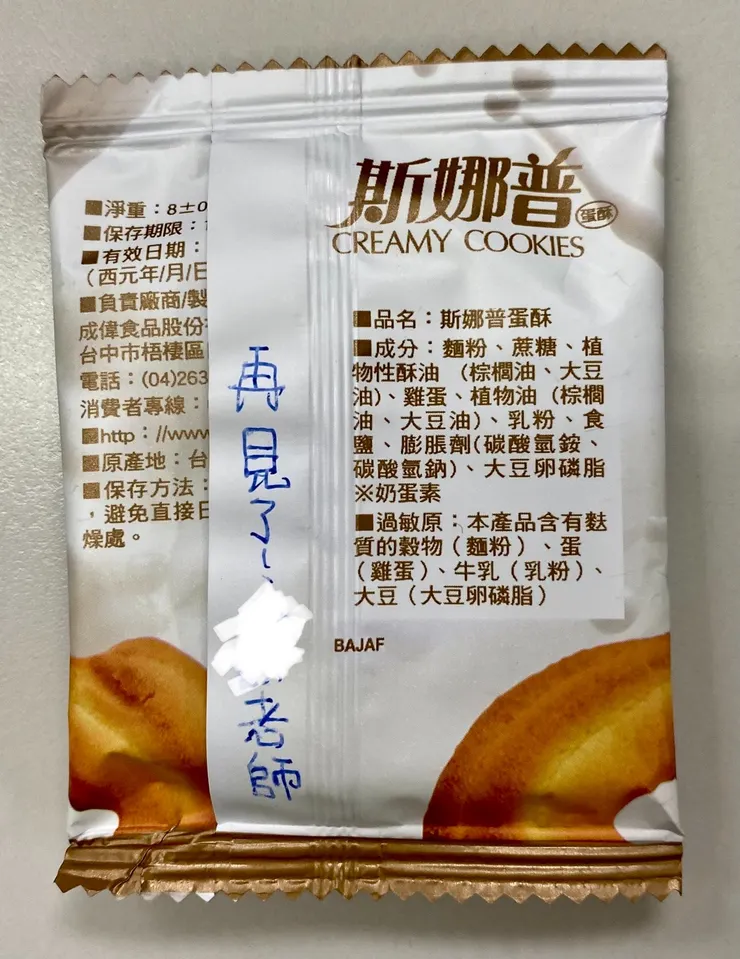 斯娜普
蛋酥
CREAMY COOKIES
■淨重：8±0
■保存期限：
■有效日期：
（西元年/月/日
■負責廠商/製
成偉食品股份
台中市梧棲區
電話：(04)263
消費者專線：
■http：//www
■原產地：台
■保存方法：
，避免直接日
燥處。
再見了~
老師
■品名：斯娜普蛋酥
■成分：麵粉、蔗糖、植
物性酥油 （棕櫚油、大豆
油）、雞蛋、植物油（棕櫚
油、大豆油）、乳粉、食
鹽、膨脹劑(碳酸氫銨、
碳酸氫鈉)、大豆卵磷脂
※奶蛋素
■過敏原：本產品含有麩
質的穀物（麵粉）、蛋
（雞蛋）、牛乳（乳粉）、
大豆（大豆卵磷脂）
BAJAF